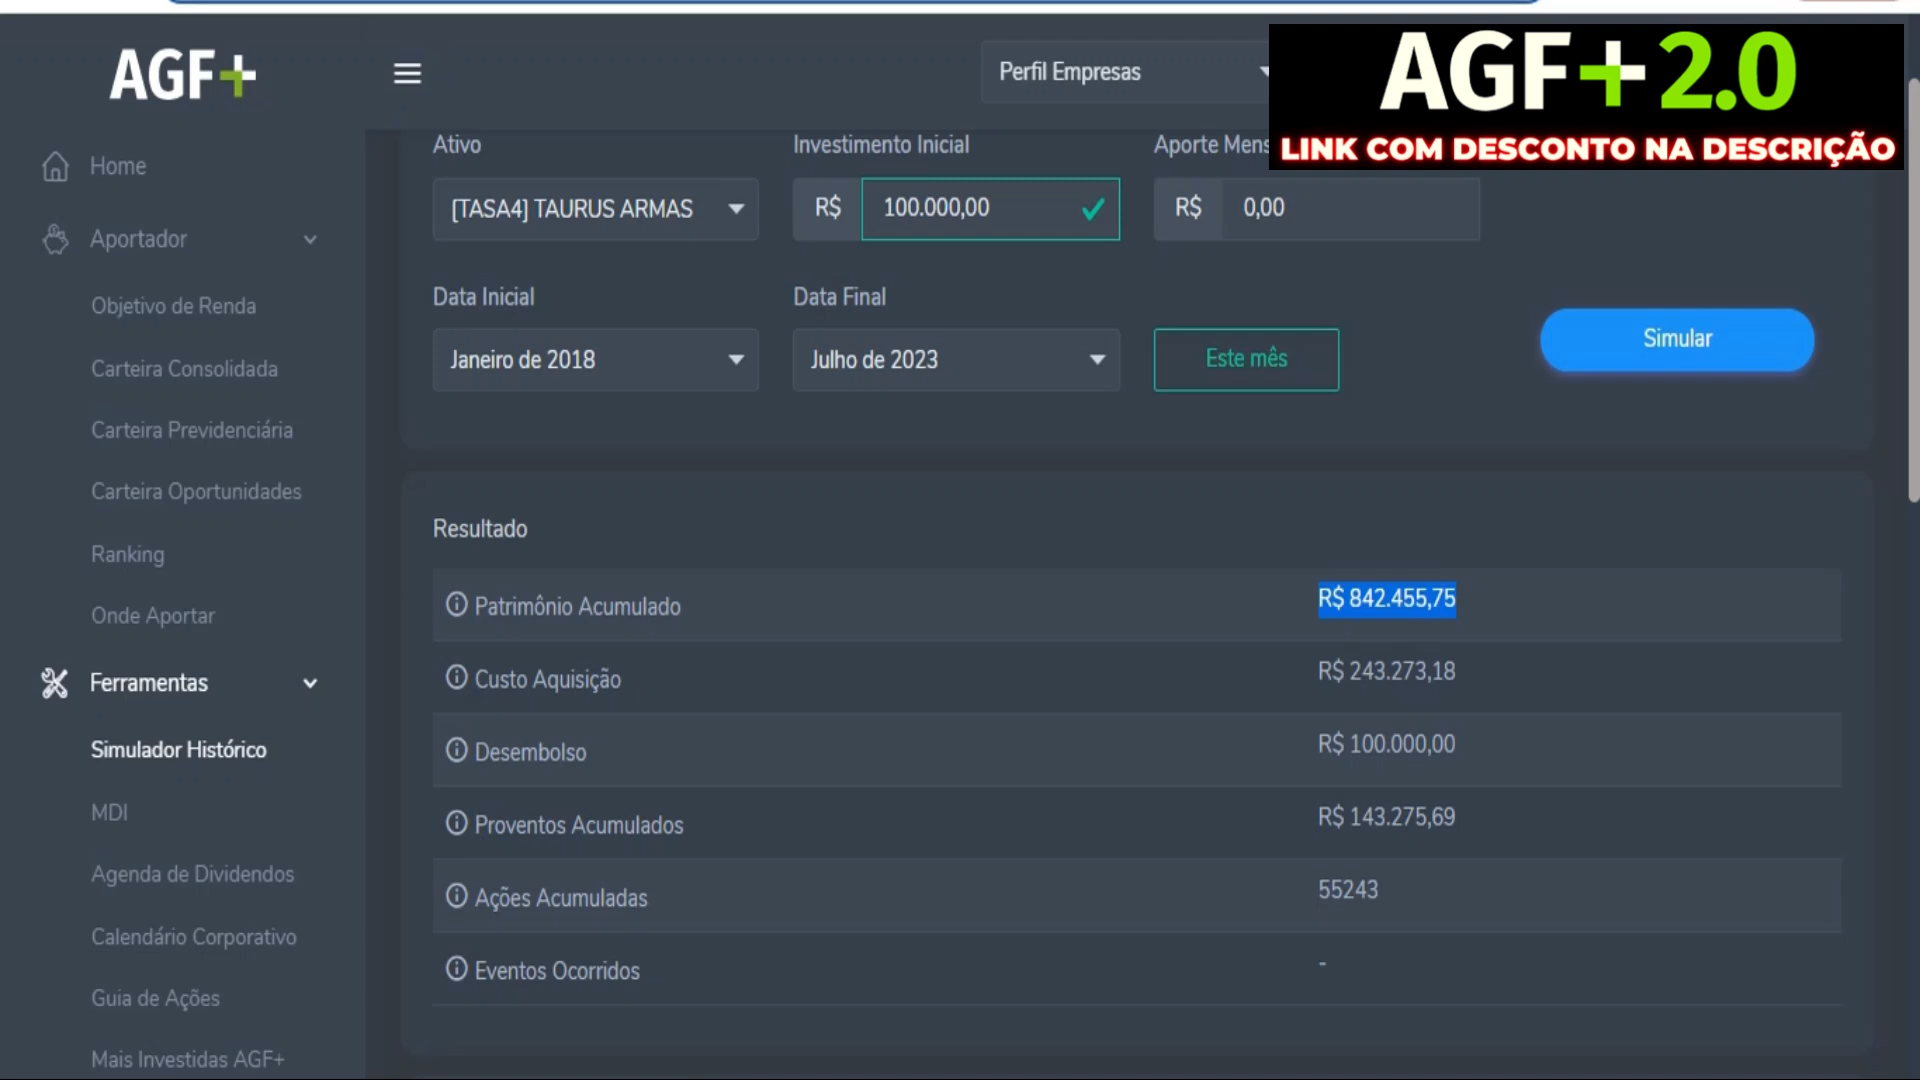 AGF+
Perfil Empresas
AGF+2.0
LINK COM DESCONTO NA DESCRIÇÃO
Home
Aportador
Objetivo de Renda
Carteira Consolidada
Carteira Previdenciária
Carteira Oportunidades
Ranking
Onde Aportar
Ferramentas
Simulador Histórico
MDI
Agenda de Dividendos
Calendário Corporativo
Guia de Ações
Mais Investidas AGF+
Ativo
Investimento Inicial
Aporte Mens
[TASA4] TAURUS ARMAS
R$ 100.000,00
R$ 0,00
Data Inicial
Data Final
Janeiro de 2018
Julho de 2023
Este mês
Simular
Resultado
Patrimônio Acumulado R$ 842.455,75
Custo Aquisição R$ 243.273,18
Desembolso R$ 100.000,00
Proventos Acumulados R$ 143.275,69
Ações Acumuladas 55243
Eventos Ocorridos -